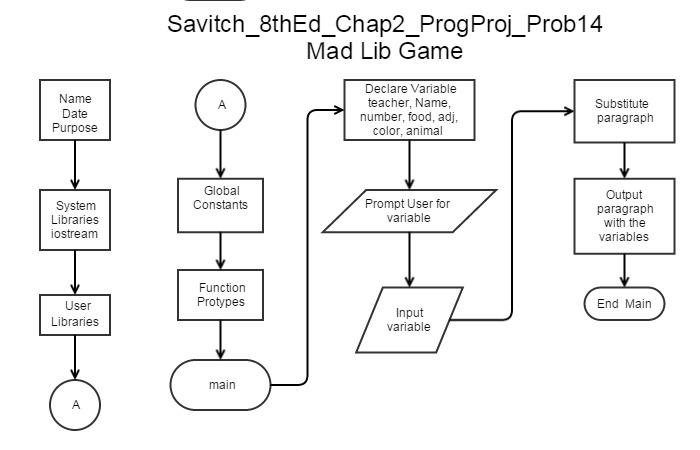 Savitch_8thEd_Chap2_ProgProj_Prob14
Mad Lib Game
Name
Date
Purpose
System
Libraries
iostream
User
Libraries
A
A
Global
Constants
Function
Protypes
main
Declare Variable
teacher, Name,
number, food, adj,
color, animal
Prompt User for
variable
Input
variable
Substitute
paragraph
Output
paragraph
with the
variables
End Main